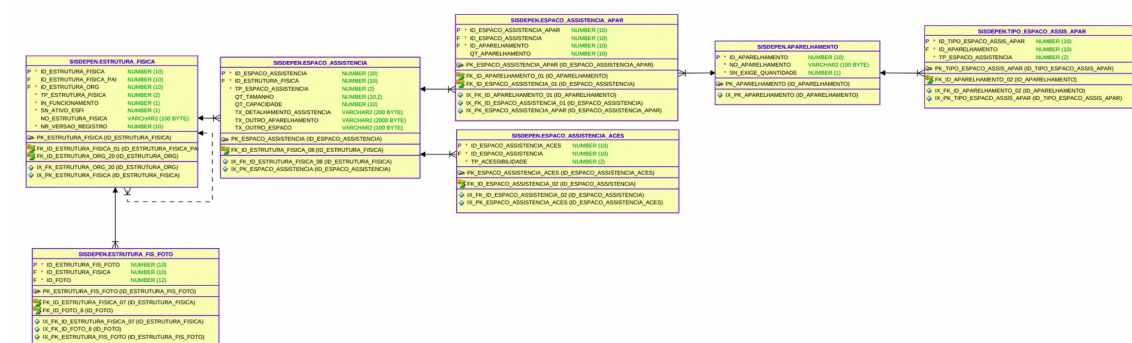 SISDEPEN.ESTRUTURA_FISICA
P * ID_ESTRUTURA_FISICA NUMBER (10)
ID_ESTRUTURA_FISICA_PAI NUMBER (10)
F * ID_ESTRUTURA_ORG NUMBER (10)
* TP_ESTRUTURA_FISICA NUMBER (2)
* IN_FUNCIONAMENTO NUMBER (1)
* SN_ATIVO_ESFI NUMBER (1)
NO_ESTRUTURA_FISICA VARCHAR2 (100 BYTE)
* NR_VERSAO_REGISTRO NUMBER (10)
PK_ESTRUTURA_FISICA (ID_ESTRUTURA_FISICA)
FK_ID_ESTRUTURA_FISICA_01 (ID_ESTRUTURA_FISICA_PAI
FK_ID_ESTRUTURA_ORG_20 (ID_ESTRUTURA_ORG)
IX_FK_ESTRUTURA_ORG_20 (ID_ESTRUTURA_ORG)
IX_PK_ESTRUTURA_FISICA (ID_ESTRUTURA_FISICA)
SISDEPEN.ESPACO_ASSISTENCIA
P * ID_ESPACO_ASSISTENCIA NUMBER (10)
F * ID_ESTRUTURA_FISICA NUMBER (10)
* TP_ESPACO_ASSISTENCIA NUMBER (2)
QT_TAMANHO NUMBER (10,2)
QT_CAPACIDADE NUMBER (10)
TX_DETALHAMENTO_ASSISTENCIA VARCHAR2 (200 BYTE)
TX_OUTRO_APARELHAMENTO VARCHAR2 (2000 BYTE)
TX_OUTRO_ESPACO VARCHAR2 (100 BYTE)
PK_ESPACO_ASSISTENCIA (ID_ESPACO_ASSISTENCIA)
FK_ID_ESTRUTURA_FISICA_08 (ID_ESTRUTURA_FISICA)
IX_FK_ID_ESTRUTURA_FISICA_08 (ID_ESTRUTURA_FISICA)
IX_PK_ESPACO_ASSISTENCIA (ID_ESPACO_ASSISTENCIA)
SISDEPEN.ESPACO_ASSISTENCIA_APAR
P * ID_ESPACO_ASSISTENCIA_APAR NUMBER (10)
F * ID_ESPACO_ASSISTENCIA NUMBER (10)
F * ID_APARELHAMENTO NUMBER (10)
QT_APARELHAMENTO NUMBER (10)
PK_ESPACO_ASSISTENCIA_APAR (ID_ESPACO_ASSISTENCIA_APAR)
FK_ID_APARELHAMENTO_01 (ID_APARELHAMENTO)
FK_ID_ESPACO_ASSISTENCIA_01 (ID_ESPACO_ASSISTENCIA)
IX_FK_ID_APARELHAMENTO_01 (ID_APARELHAMENTO)
IX_FK_ID_ESPACO_ASSISTENCIA_01 (ID_ESPACO_ASSISTENCIA)
IX_PK_ESPACO_ASSISTENCIA_APAR (ID_ESPACO_ASSISTENCIA_APAR)
SISDEPEN.ESPACO_ASSISTENCIA_ACES
P * ID_ESPACO_ASSISTENCIA_ACES NUMBER (10)
F * ID_ESPACO_ASSISTENCIA NUMBER (10)
* TP_ACESSIBILIDADE NUMBER (2)
PK_ESPACO_ASSISTENCIA_ACES (ID_ESPACO_ASSISTENCIA_ACES)
FK_ID_ESPACO_ASSISTENCIA_02 (ID_ESPACO_ASSISTENCIA)
IX_FK_ID_ESPACO_ASSISTENCIA_02 (ID_ESPACO_ASSISTENCIA)
IX_PK_ESPACO_ASSISTENCIA_ACES (ID_ESPACO_ASSISTENCIA_ACES)
SISDEPEN.APARELHAMENTO
P * ID_APARELHAMENTO NUMBER (10)
* NO_APARELHAMENTO VARCHAR2 (100 BYTE)
* SN_EXIGE_QUANTIDADE NUMBER (1)
PK_APARELHAMENTO (ID_APARELHAMENTO)
IX_PK_APARELHAMENTO (ID_APARELHAMENTO)
SISDEPEN.TIPO_ESPACO_ASSIS_APAR
P * ID_TIPO_ESPACO_ASSIS_APAR NUMBER (10)
F * ID_APARELHAMENTO NUMBER (10)
* TP_ESPACO_ASSISTENCIA NUMBER (2)
PK_TIPO_ESPACO_ASSIS_APAR (ID_TIPO_ESPACO_ASSIS_APAR)
FK_ID_APARELHAMENTO_02 (ID_APARELHAMENTO)
IX_FK_ID_APARELHAMENTO_02 (ID_APARELHAMENTO)
IX_PK_TIPO_ESPACO_ASSIS_APAR (ID_TIPO_ESPACO_ASSIS_APAR)
SISDEPEN.ESTRUTURA_FIS_FOTO
P * ID_ESTRUTURA_FIS_FOTO NUMBER (10)
F * ID_ESTRUTURA_FISICA NUMBER (10)
F * ID_FOTO NUMBER (12)
PK_ESTRUTURA_FIS_FOTO (ID_ESTRUTURA_FIS_FOTO)
FK_ID_ESTRUTURA_FISICA_07 (ID_ESTRUTURA_FISICA)
FK_ID_FOTO_8 (ID_FOTO)
IX_FK_ID_ESTRUTURA_FISICA_07 (ID_ESTRUTURA_FISICA)
IX_FK_ID_FOTO_8 (ID_FOTO)
IX_PK_ESTRUTURA_FIS_FOTO (ID_ESTRUTURA_FIS_FOTO)